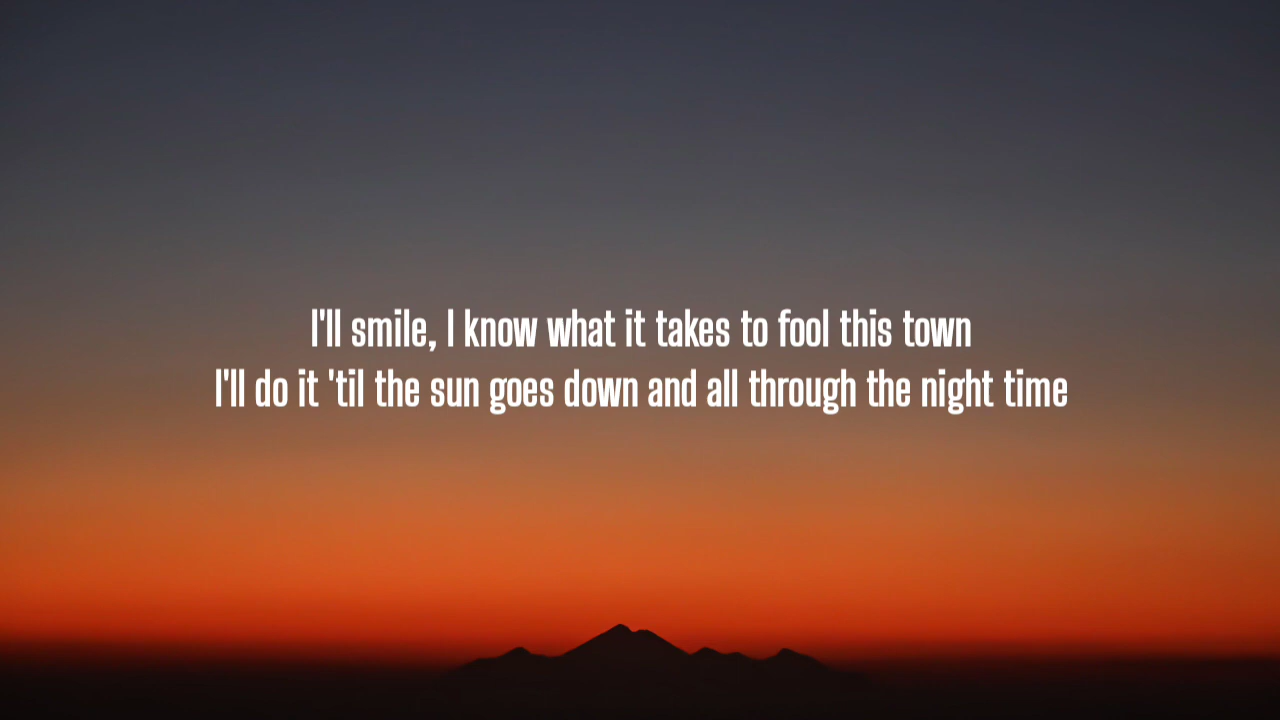 I'll smile, I know what it takes to fool this town
I'll do it 'til the sun goes down and all through the night time